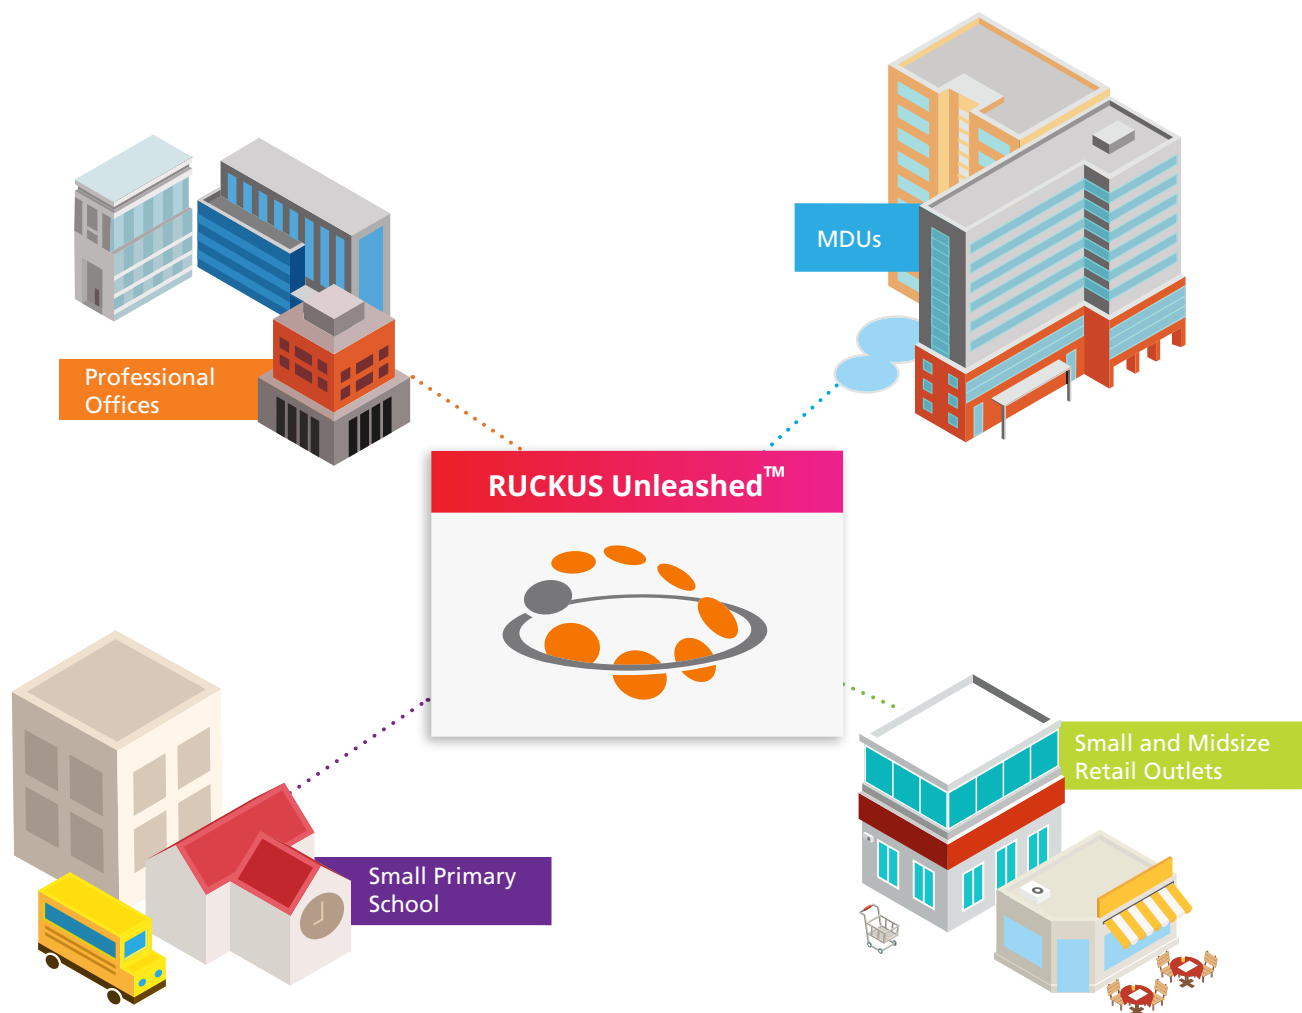 MDUs
Professional
Offices
RUCKUS Unleashed™
Small and Midsize
Retail Outlets
Small Primary
School